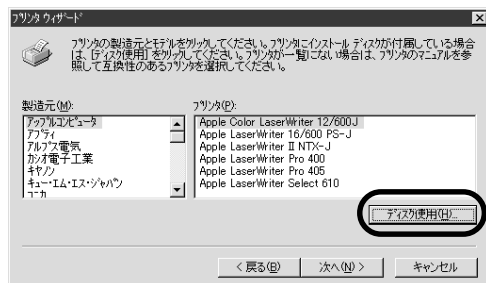 プリンタ ウィザード
プリンタの製造元とモデルをクリックしてください。プリンタにインストール ディスクが付属している場合
は、[ディスク使用] をクリックしてください。プリンタが一覧にない場合は、プリンタのマニュアルを参
照して互換性のあるプリンタを選択してください。
製造元(M):
プリンタ(P):
アップルコンピュータ
アプティ
アルプス電気
カシオ電子工業
キヤノン
キュー・エム・エス・ジャパン
コニカ
Apple Color LaserWriter 12/600J
Apple LaserWriter 16/600 PS-J
Apple LaserWriter II NTX-J
Apple LaserWriter Pro 400
Apple LaserWriter Pro 405
Apple LaserWriter Select 610
ディスク使用(H)...
< 戻る(B)
次へ(N) >
キャンセル